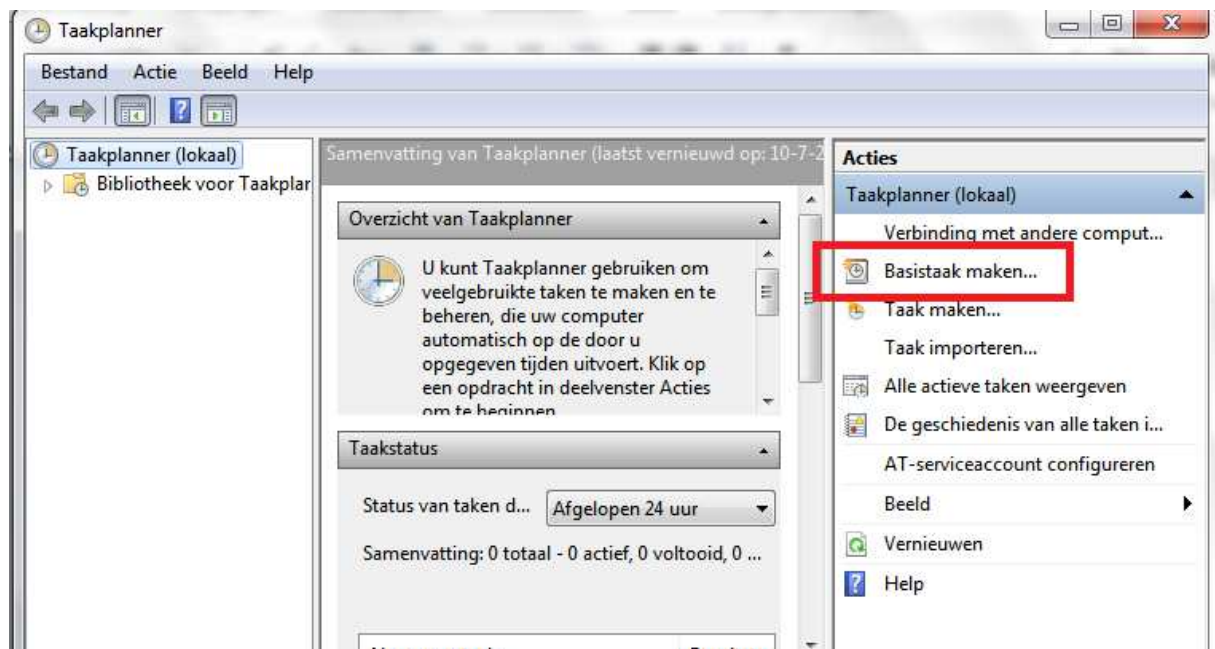 Taakplanner
Bestand Actie Beeld Help
Taakplanner (lokaal)
Bibliotheek voor Taakplan
Samenvatting van Taakplanner (laatst vernieuwd op: 10-7-2
Overzicht van Taakplanner
U kunt Taakplanner gebruiken om
veelgebruikte taken te maken en te
beheren, die uw computer
automatisch op de door u
opgegeven tijden uitvoert. Klik op
een opdracht in deelvenster Acties
om te beginnen
Taakstatus
Status van taken d... Afgelopen 24 uur
Samenvatting: 0 totaal - 0 actief, 0 voltooid, 0 ...
Acties
Taakplanner (lokaal)
Verbinding met andere comput...
Basistaak maken...
Taak maken...
Taak importeren...
Alle actieve taken weergeven
De geschiedenis van alle taken i...
AT-serviceaccount configureren
Beeld
Vernieuwen
Help